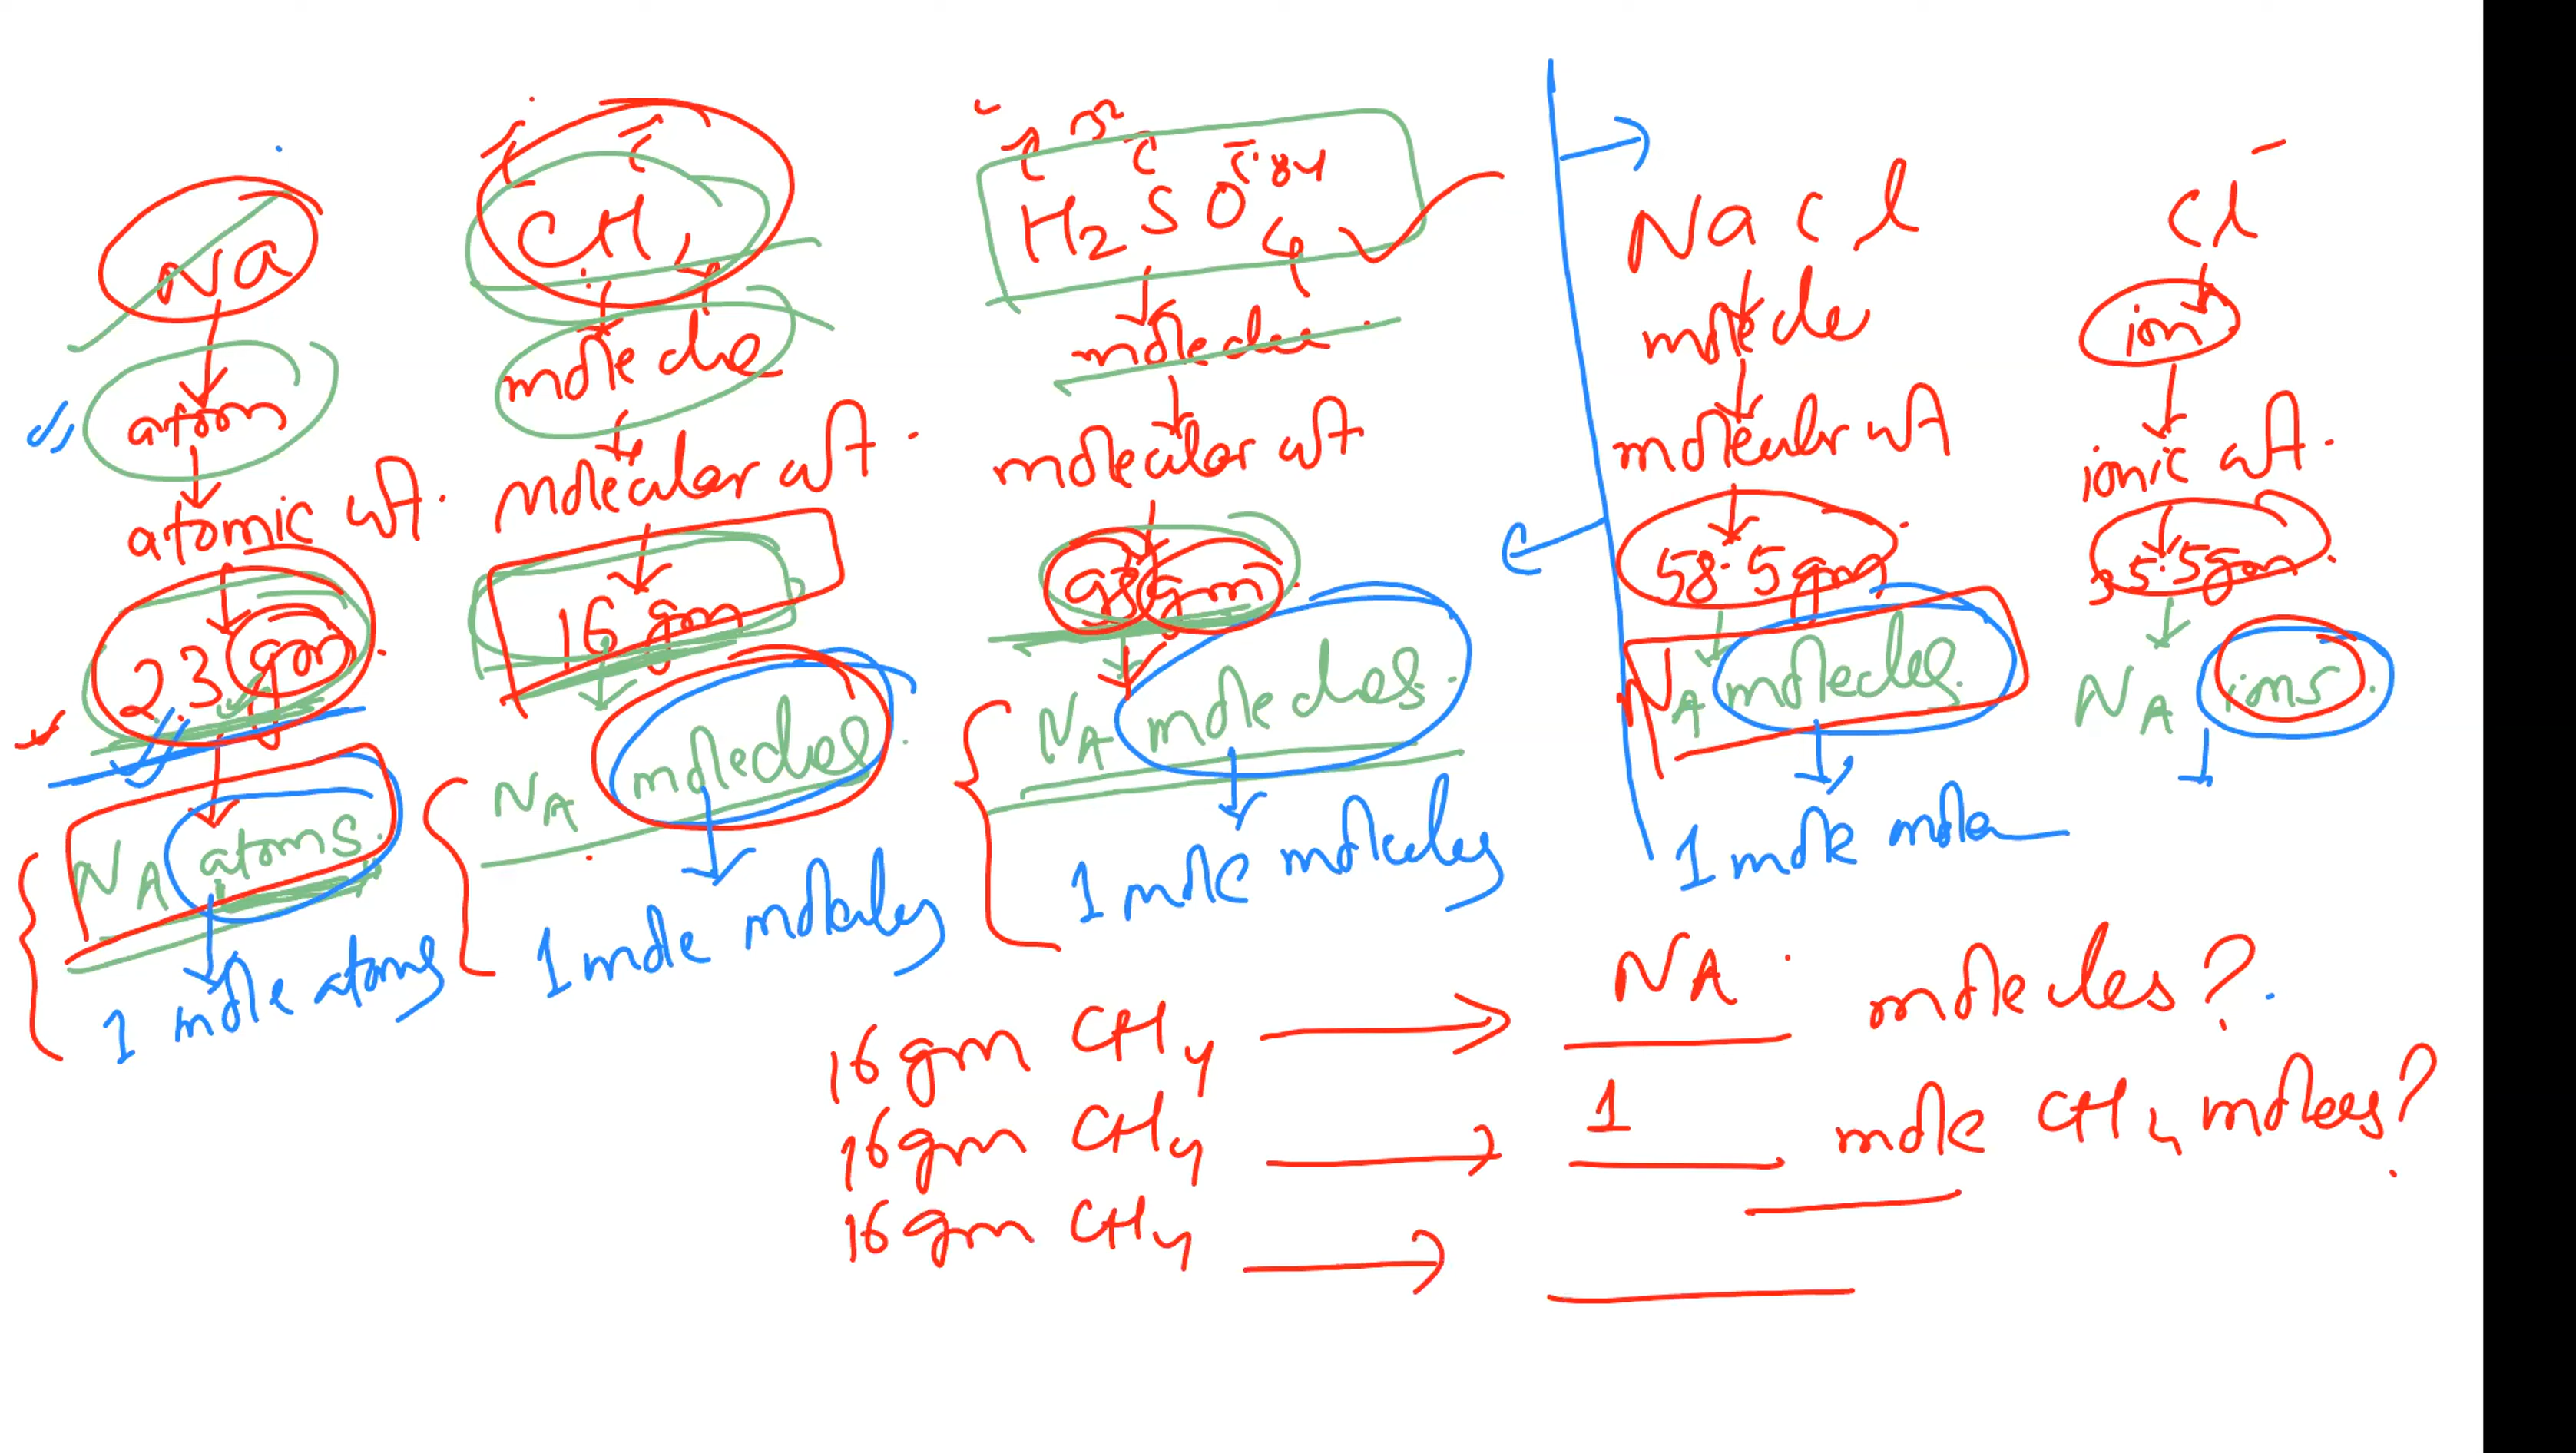 Na
atom
atomic wt.
23 gm
NA atoms.
1 mole atoms
CH4
molecule
molecular wt.
16 gm
NA molecules.
1 mole molecules
H2SO4
molecule
molecular wt
98 gm
NA molecules.
1 mole molecules
NaCl
molecule
molecular wt
58.5 gm
NA molecules.
1 mole
Cl-
ion
ionic wt.
35.5 gm
NA ions.
16 gm CH4 → NA molecules?
16 gm CH4 → 1 mole CH4 molecules?
16 gm CH4 →